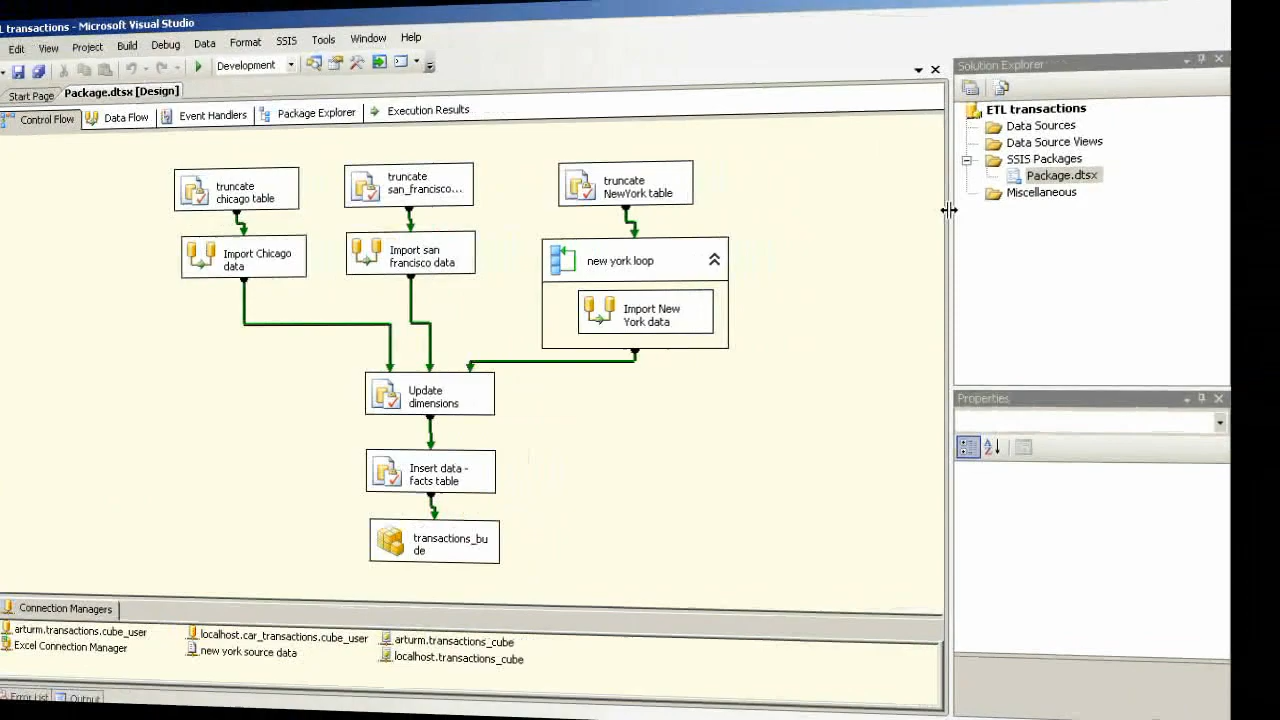 L transactions - Microsoft Visual Studio
Edit View Project Build Debug Data Format SSIS Tools Window Help
Development
Start Page Package.dtsx [Design]
Control Flow Data Flow Event Handlers Package Explorer Execution Results
truncate
chicago table
truncate
san_francisco...
truncate
NewYork table
Import Chicago
data
Import san
francisco data
new york loop
Import New
York data
Update
dimensions
Insert data -
facts table
transactions_bu
de
Connection Managers
arturm.transactions.cube_user
localhost.car_transactions.cube_user
arturm.transactions_cube
Excel Connection Manager
new york source data
localhost.transactions_cube
Error List Output
Solution Explorer
ETL transactions
Data Sources
Data Source Views
SSIS Packages
Package.dtsx
Miscellaneous
Properties